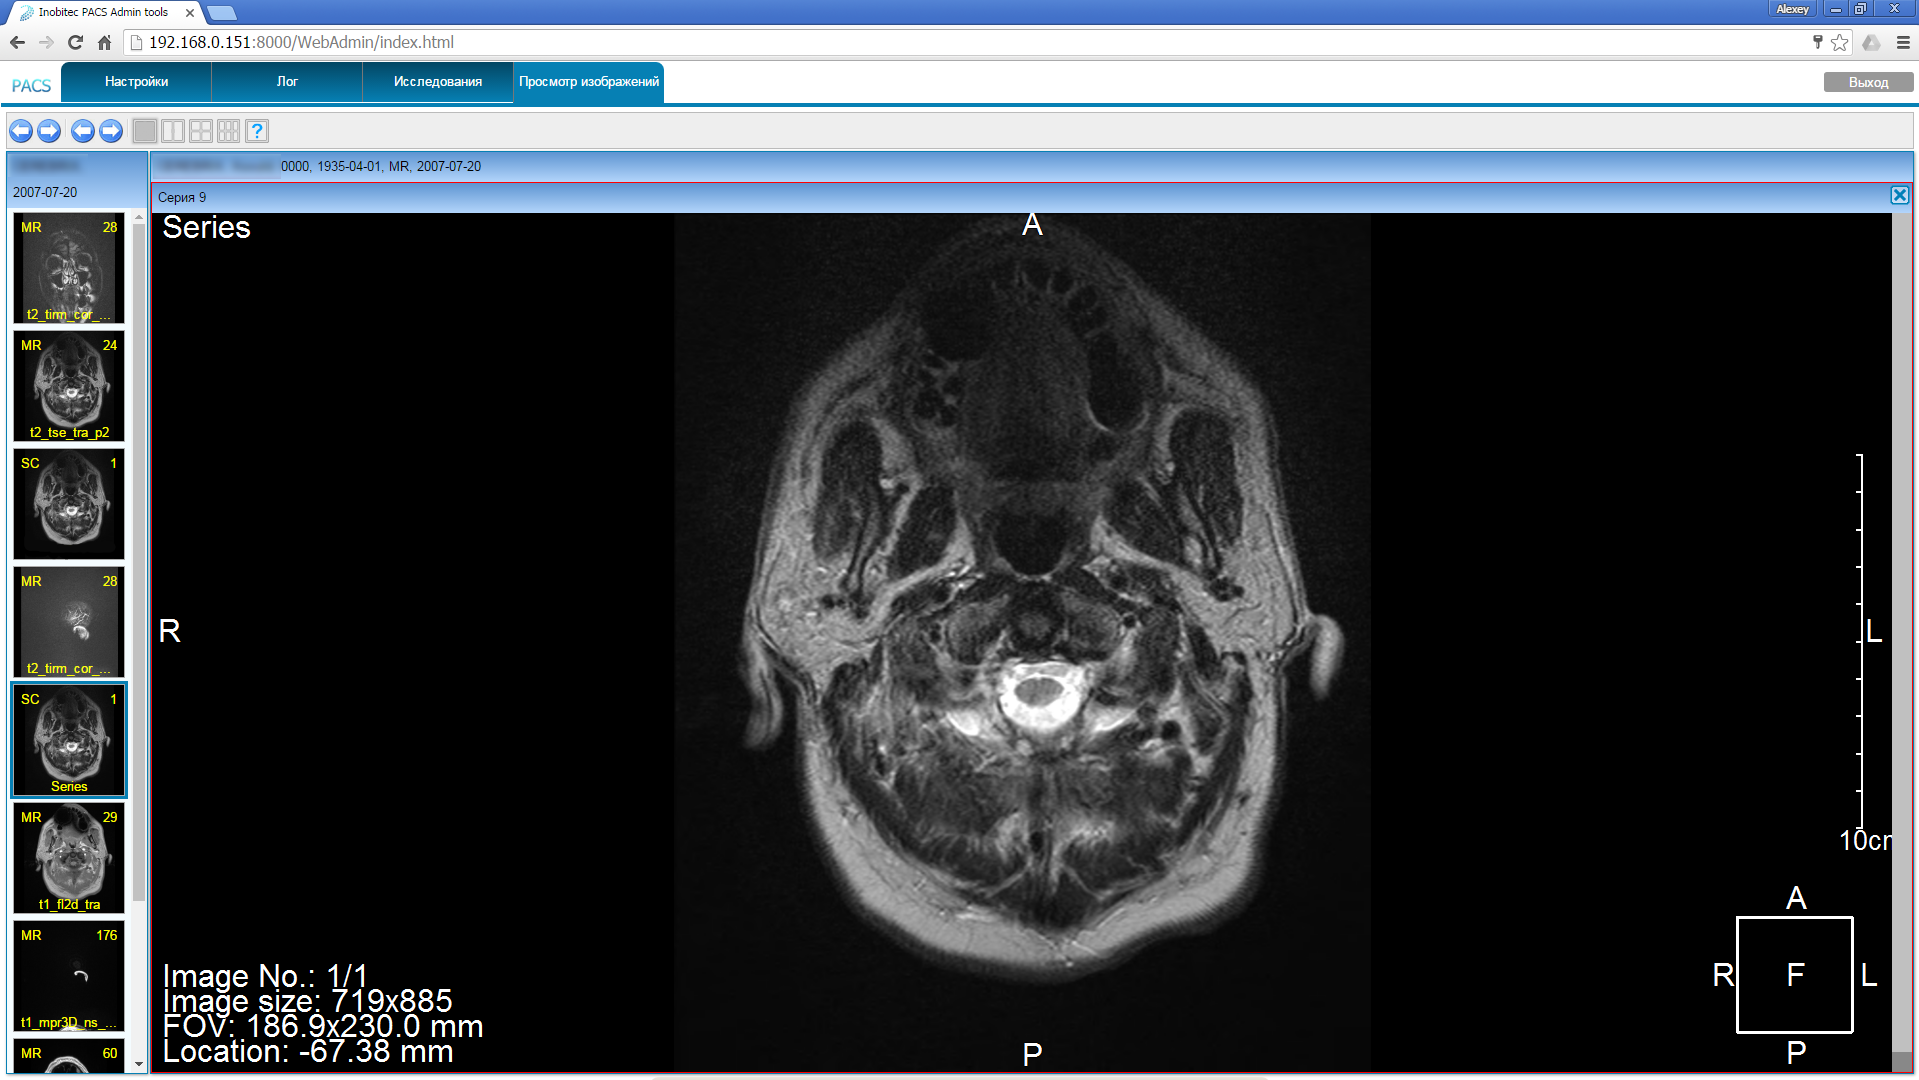 Inobitec PACS Admin tools
Alexey
192.168.0.151:8000/WebAdmin/index.html
PACS
Настройки
Лог
Исследования
Просмотр изображений
Выход
?
0000, 1935-04-01, MR, 2007-07-20
2007-07-20
Серия 9
MR 28
t2_tirm_cor_...
MR 24
t2_tse_tra_p2
SC 1
MR 28
t2_tirm_cor_...
SC 1
Series
MR 29
t1_fl2d_tra
MR 176
t1_mpr3D_ns_...
MR 60
Series
A
R
L
10cm
A
R F L
P
Image No.: 1/1
Image size: 719x885
FOV: 186.9x230.0 mm
Location: -67.38 mm
P